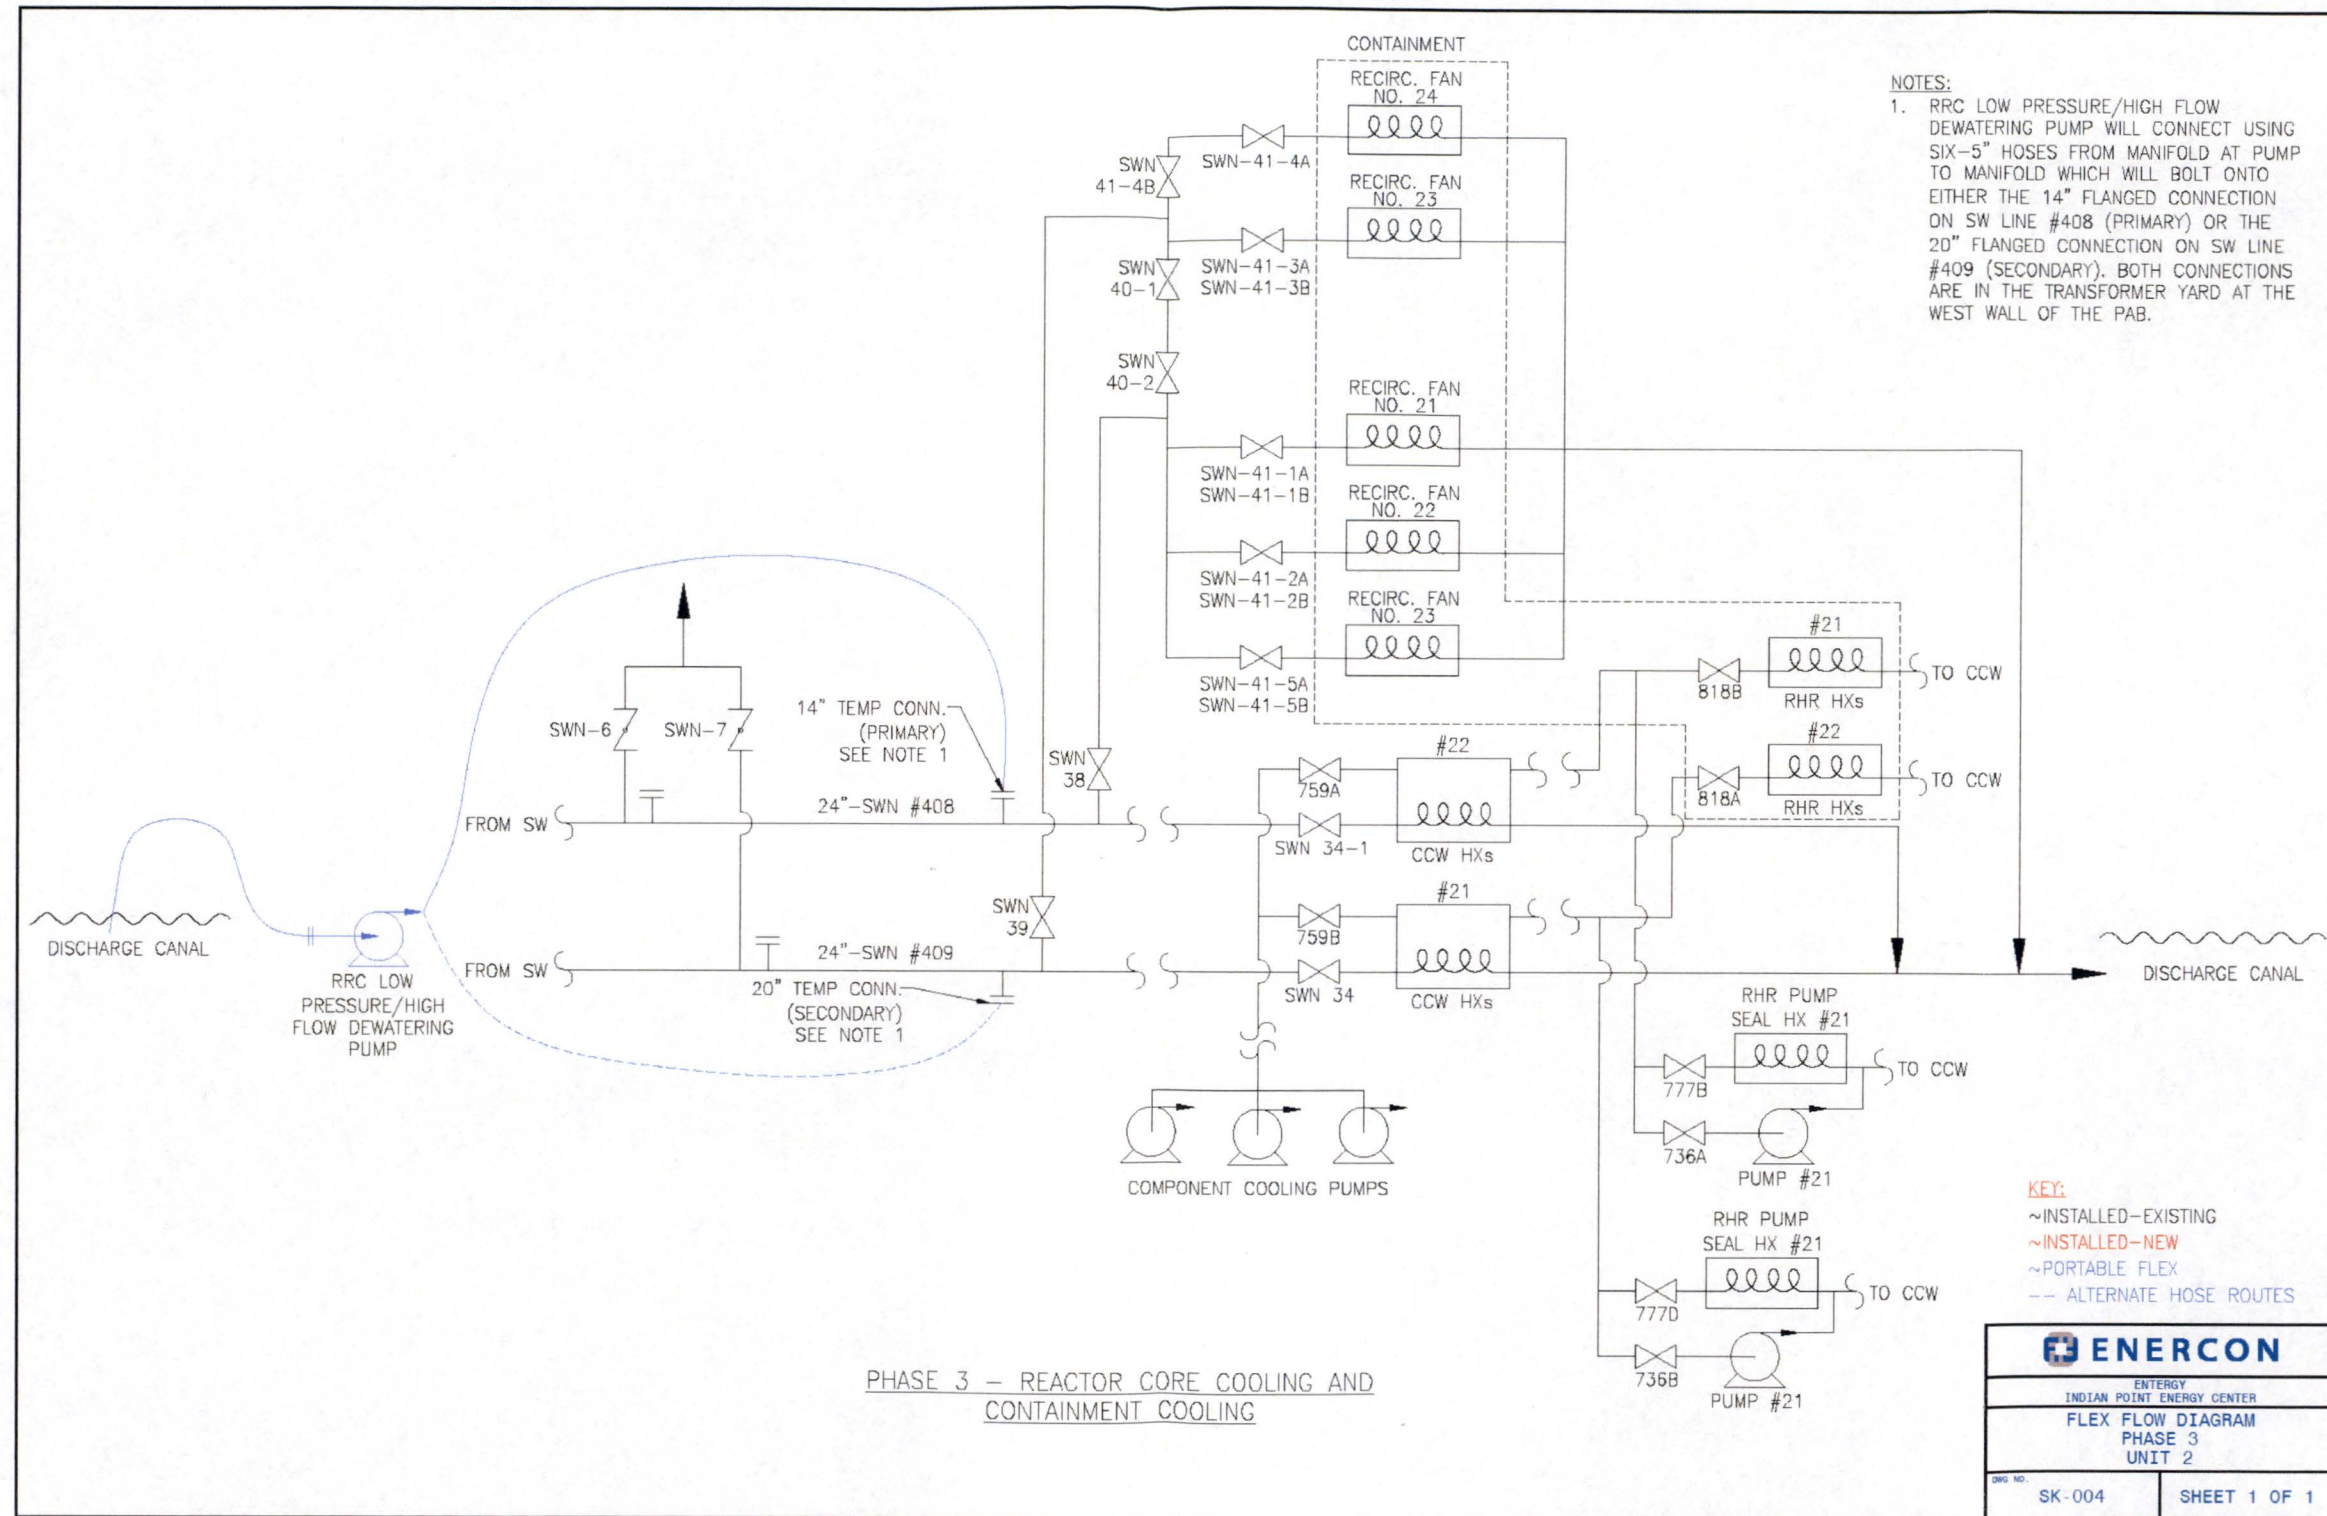 CONTAINMENT
RECIRC. FAN
NO. 24
SWN-41-4A
SWN
41-4B
RECIRC. FAN
NO. 23
SWN-41-3A
SWN-41-3B
SWN
40-1
SWN
40-2
RECIRC. FAN
NO. 21
SWN-41-1A
SWN-41-1B
RECIRC. FAN
NO. 22
SWN-41-2A
SWN-41-2B
RECIRC. FAN
NO. 23
SWN-41-5A
SWN-41-5B
NOTES:
1. RRC LOW PRESSURE/HIGH FLOW
DEWATERING PUMP WILL CONNECT USING
SIX-5" HOSES FROM MANIFOLD AT PUMP
TO MANIFOLD WHICH WILL BOLT ONTO
EITHER THE 14" FLANGED CONNECTION
ON SW LINE #408 (PRIMARY) OR THE
20" FLANGED CONNECTION ON SW LINE
#409 (SECONDARY). BOTH CONNECTIONS
ARE IN THE TRANSFORMER YARD AT THE
WEST WALL OF THE PAB.
#21
818B
RHR HXs
TO CCW
#22
818A
RHR HXs
TO CCW
SWN-6
SWN-7
14" TEMP CONN.
(PRIMARY)
SEE NOTE 1
SWN
38
FROM SW
24"-SWN #408
#22
759A
SWN 34-1
CCW HXs
SWN
39
#21
759B
SWN 34
CCW HXs
DISCHARGE CANAL
RRC LOW
PRESSURE/HIGH
FLOW DEWATERING
PUMP
FROM SW
24"-SWN #409
20" TEMP CONN.
(SECONDARY)
SEE NOTE 1
DISCHARGE CANAL
RHR PUMP
SEAL HX #21
777B
TO CCW
736A
PUMP #21
COMPONENT COOLING PUMPS
RHR PUMP
SEAL HX #21
777D
TO CCW
736B
PUMP #21
KEY:
~INSTALLED-EXISTING
~INSTALLED-NEW
~PORTABLE FLEX
-- ALTERNATE HOSE ROUTES
PHASE 3 - REACTOR CORE COOLING AND
CONTAINMENT COOLING
ENERCON
ENTERGY
INDIAN POINT ENERGY CENTER
FLEX FLOW DIAGRAM
PHASE 3
UNIT 2
DWG NO.
SK-004
SHEET 1 OF 1